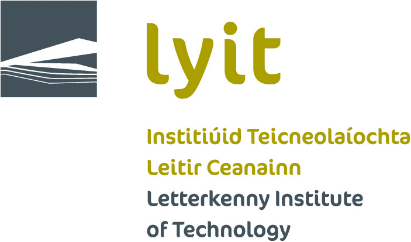 lyit
Institiúid Teicneolaíochta
Leitir Ceanainn
Letterkenny Institute
of Technology